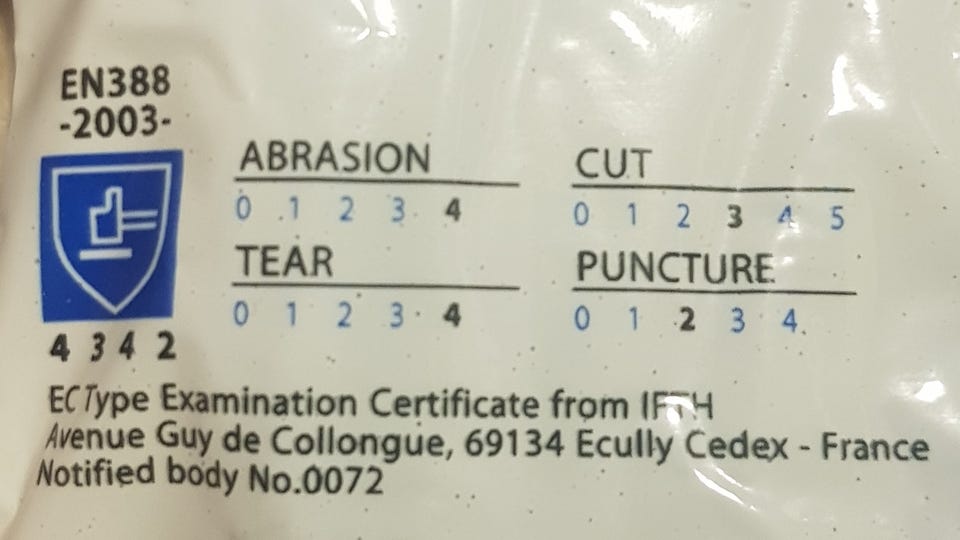 EN388
-2003-
ABRASION
0 1 2 3 4
CUT
0 1 2 3 4 5
TEAR
0 1 2 3 4
PUNCTURE
0 1 2 3 4
4 3 4 2
EC Type Examination Certificate from IFTH
Avenue Guy de Collongue, 69134 Ecully Cedex - France
Notified body No.0072